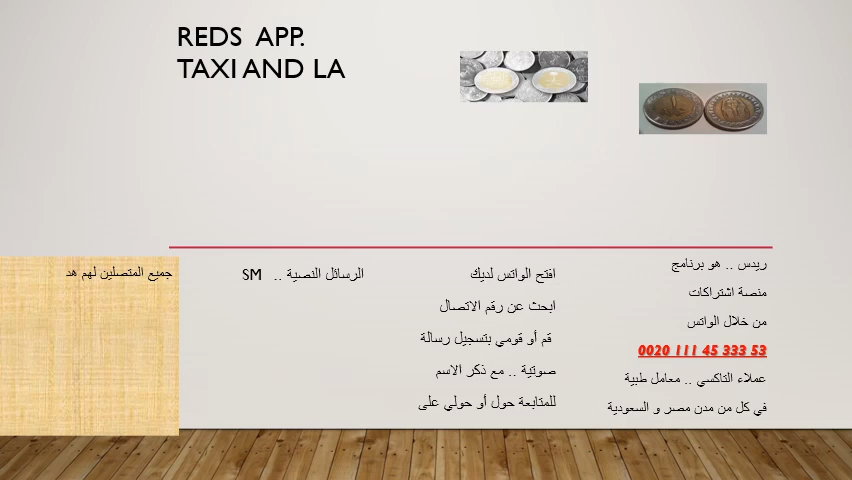 REDS APP.
TAXI AND LA
ريدس .. هو برنامج
منصة اشتراكات
من خلال الواتس
0020 111 45 333 53
عملاء التاكسي .. معامل طبية
في كل من مدن مصر و السعودية
افتح الواتس لديك
ابحث عن رقم الاتصال
قم أو قومي بتسجيل رسالة
صوتية .. مع ذكر الاسم
للمتابعة حول أو حولي على
الرسائل النصية .. SM
جميع المتصلين لهم هد